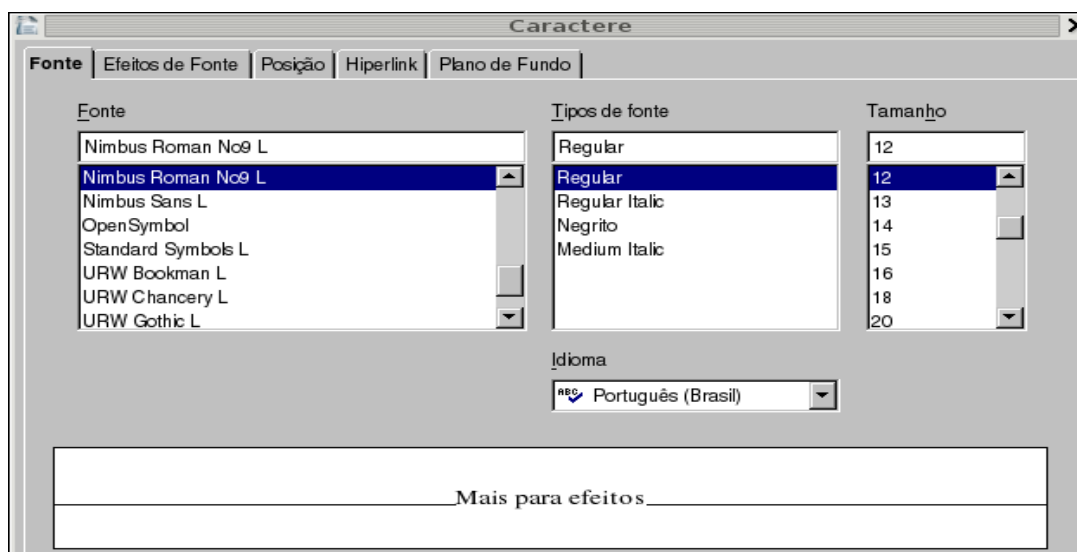 Caractere
Fonte Efeitos de Fonte Posição Hiperlink Plano de Fundo
Fonte Tipos de fonte Tamanho
Nimbus Roman No9 L Regular 12
Nimbus Roman No9 L Regular 12
Nimbus Sans L Regular Italic 13
OpenSymbol Negrito 14
Standard Symbols L Medium Italic 15
URW Bookman L 16
URW Chancery L 18
URW Gothic L 20
Idioma
ABC Português (Brasil)
Mais para efeitos